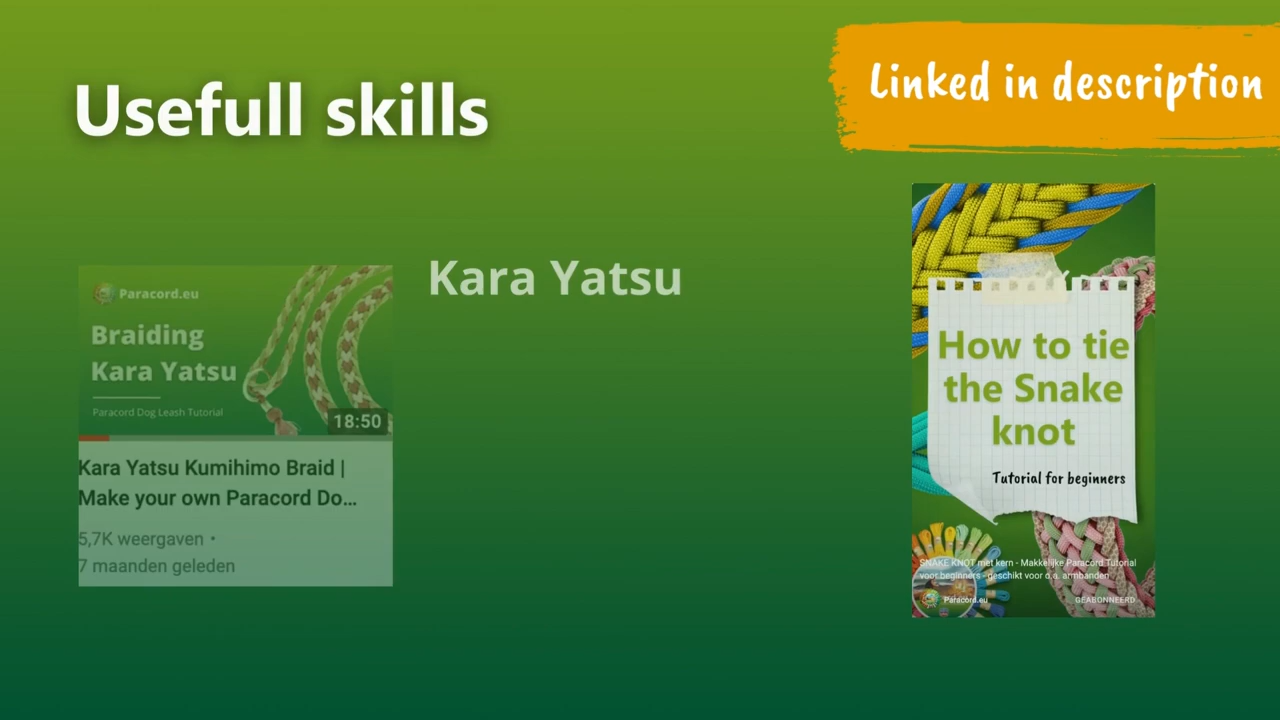 Usefull skills
Linked in description
Kara Yatsu
Paracord.eu
Braiding
Kara Yatsu
Paracord Dog Leash Tutorial
18:50
Kara Yatsu Kumihimo Braid |
Make your own Paracord Do...
5,7K weergaven •
7 maanden geleden
How to tie
the Snake
knot
Tutorial for beginners
SNAKE KNOT met kern - Makkelijke Paracord Tutorial
voor beginners - geschikt voor o.a. armbanden
Paracord.eu
GEABONNEERD